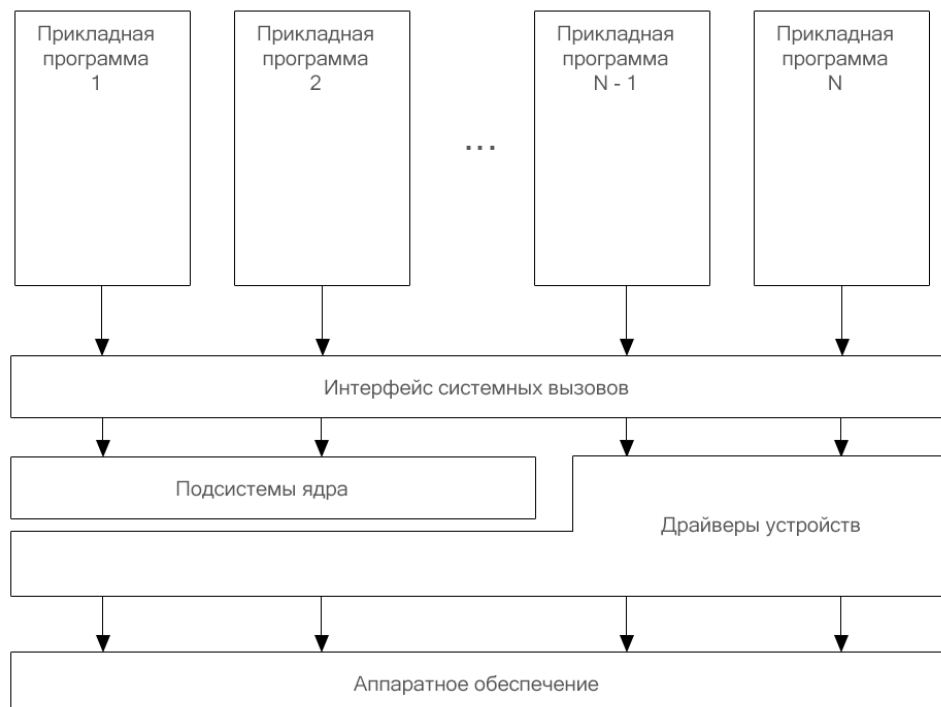 Прикладная
программа
1
Прикладная
программа
2
...
Прикладная
программа
N - 1
Прикладная
программа
N
Интерфейс системных вызовов
Подсистемы ядра
Драйверы устройств
Аппаратное обеспечение